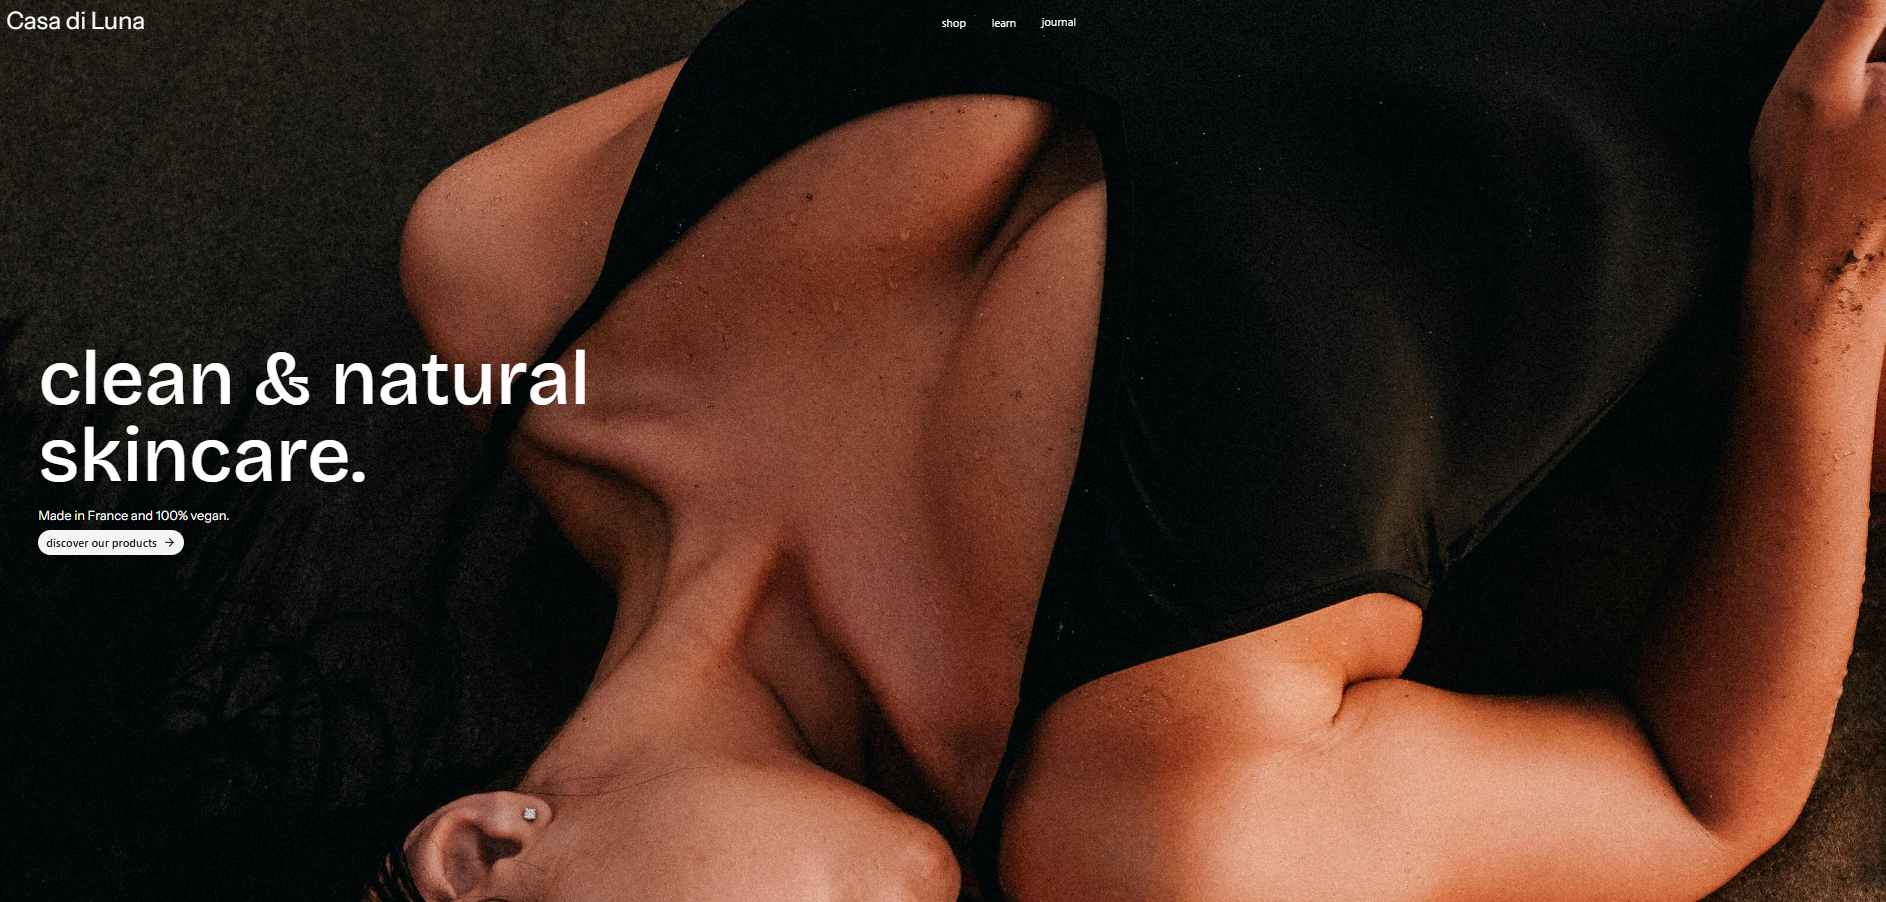 Casa di Luna
shop learn journal
clean & natural
skincare.
Made in France and 100% vegan.
discover our products →